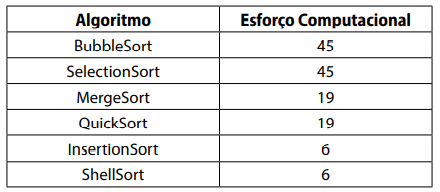 Algoritmo Esforço Computacional
BubbleSort 45
SelectionSort 45
MergeSort 19
QuickSort 19
InsertionSort 6
ShellSort 6